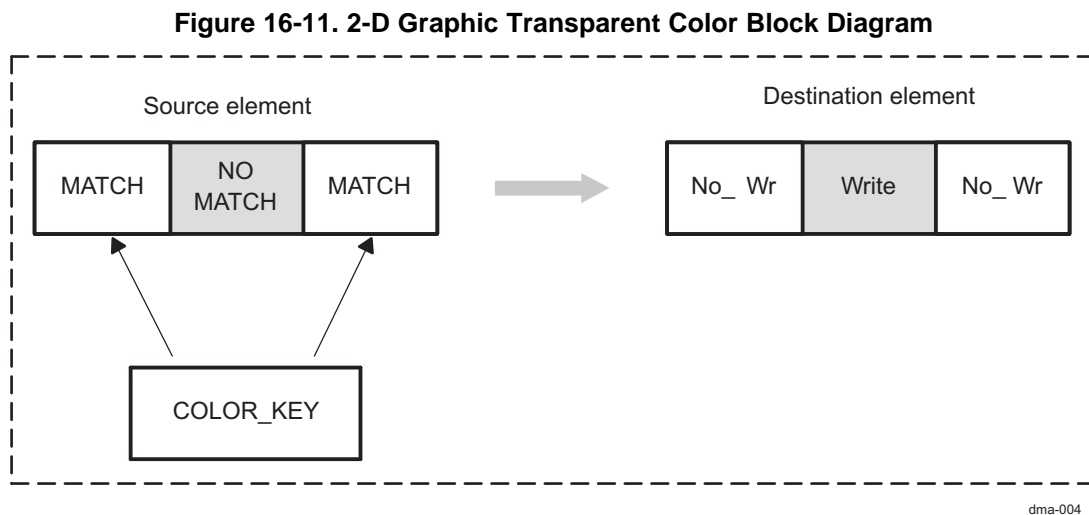 Figure 16-11. 2-D Graphic Transparent Color Block Diagram
Source element
Destination element
MATCH
NO
MATCH
MATCH
No_ Wr
Write
No_ Wr
COLOR_KEY
dma-004